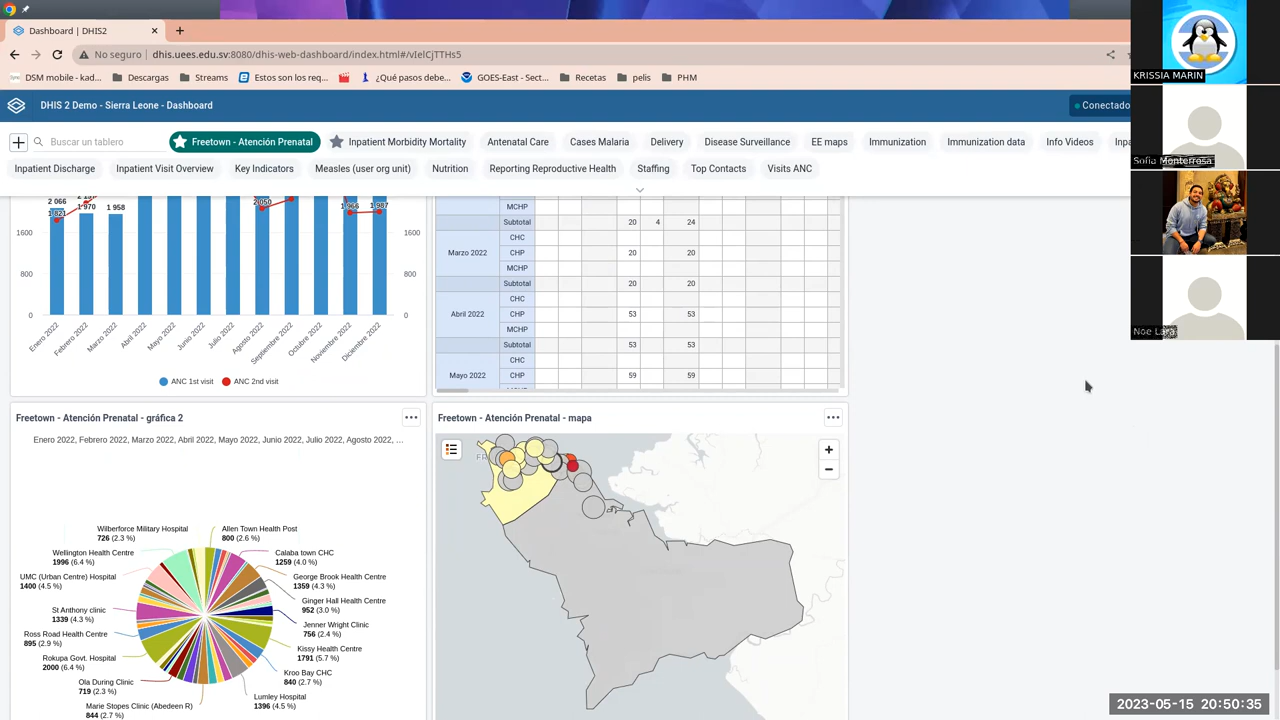 Dashboard | DHIS2
No seguro | dhis.uees.edu.sv:8080/dhis-web-dashboard/index.html#/vIelCjTTHs5
DSM mobile - kad...
Descargas
Streams
Estos son los req...
¿Qué pasos debe...
GOES-East - Sect...
Recetas
pelis
PHM
DHIS 2 Demo - Sierra Leone - Dashboard
Conectado
Buscar un tablero
Freetown - Atención Prenatal
Inpatient Morbidity Mortality
Antenatal Care
Cases Malaria
Delivery
Disease Surveillance
EE maps
Immunization
Immunization data
Info Videos
Inpa
Inpatient Discharge
Inpatient Visit Overview
Key Indicators
Measles (user org unit)
Nutrition
Reporting Reproductive Health
Staffing
Top Contacts
Visits ANC
2 066
1 821
1 970
1 958
2 050
1 966
1 987
1600
800
0
1600
800
0
Enero 2022
Febrero 2022
Marzo 2022
Abril 2022
Mayo 2022
Junio 2022
Julio 2022
Agosto 2022
Septiembre 2022
Octubre 2022
Noviembre 2022
Diciembre 2022
ANC 1st visit
ANC 2nd visit
MCHP
Subtotal 20 4 24
Marzo 2022
CHC
CHP 20 20
MCHP
Subtotal 20 20
Abril 2022
CHC
CHP 53 53
MCHP
Subtotal 53 53
Mayo 2022
CHC
CHP 59 59
Freetown - Atención Prenatal - gráfica 2
Enero 2022, Febrero 2022, Marzo 2022, Abril 2022, Mayo 2022, Junio 2022, Julio 2022, Agosto 2022, ...
Wilberforce Military Hospital
726 (2.3 %)
Allen Town Health Post
800 (2.6 %)
Wellington Health Centre
1996 (6.4 %)
Calaba town CHC
1259 (4.0 %)
UMC (Urban Centre) Hospital
1400 (4.5 %)
George Brook Health Centre
1359 (4.3 %)
St Anthony clinic
1339 (4.3 %)
Ginger Hall Health Centre
952 (3.0 %)
Ross Road Health Centre
895 (2.9 %)
Jenner Wright Clinic
756 (2.4 %)
Rokupa Govt. Hospital
2000 (6.4 %)
Kissy Health Centre
1791 (5.7 %)
Ola During Clinic
719 (2.3 %)
Kroo Bay CHC
840 (2.7 %)
Marie Stopes Clinic (Abedeen R)
844 (2.7 %)
Lumley Hospital
1396 (4.5 %)
Freetown - Atención Prenatal - mapa
KRISSIA MARIN
Sofia Monterrosa
Noe Lara
2023-05-15 20:50:35